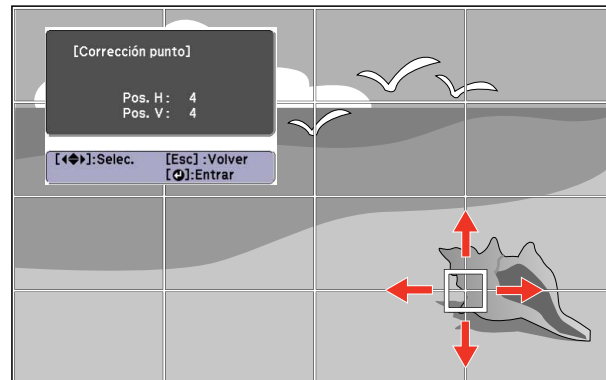 [Corrección punto]
Pos. H: 4
Pos. V: 4
[◀◆▶]:Selec. [Esc] :Volver
[↵]:Entrar